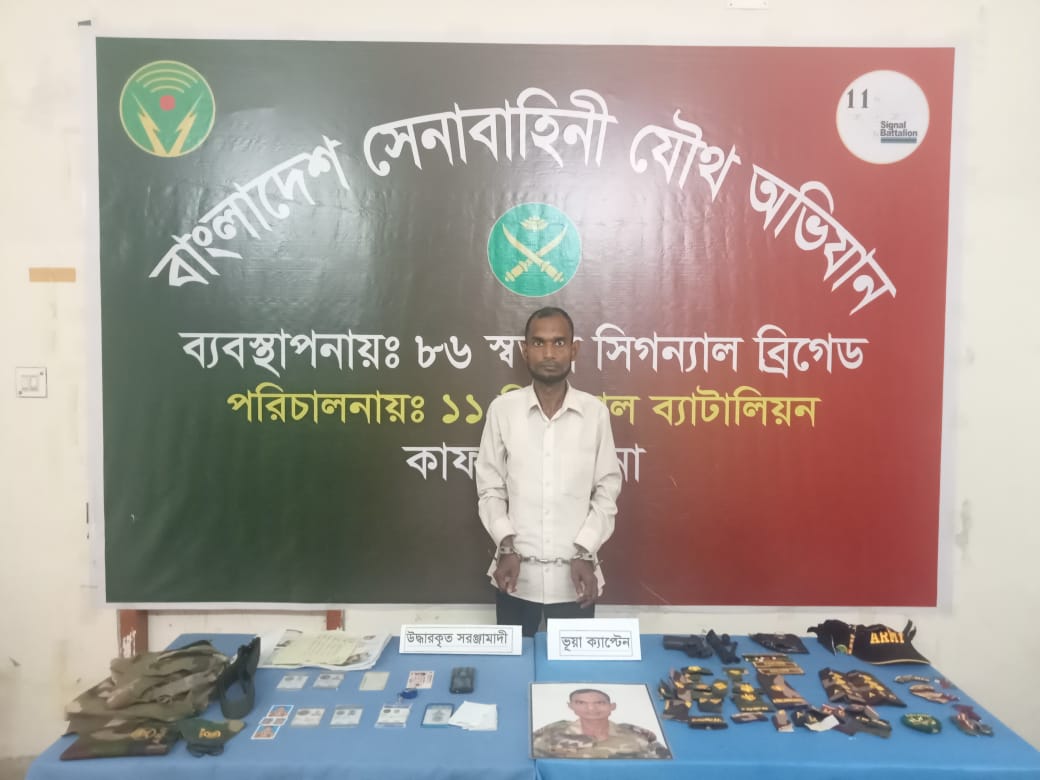 বাংলাদেশ সেনাবাহিনী যৌথ অভিযান
11
Signal
Battalion
ব্যবস্থাপনায়ঃ ৮৬ সিগন্যাল ব্রিগেড
পরিচালনায়ঃ ১১ ব্যাটালিয়ন
উদ্ধারকৃত সরঞ্জামাদী
ভূয়া ক্যাপ্টেন
ARMY